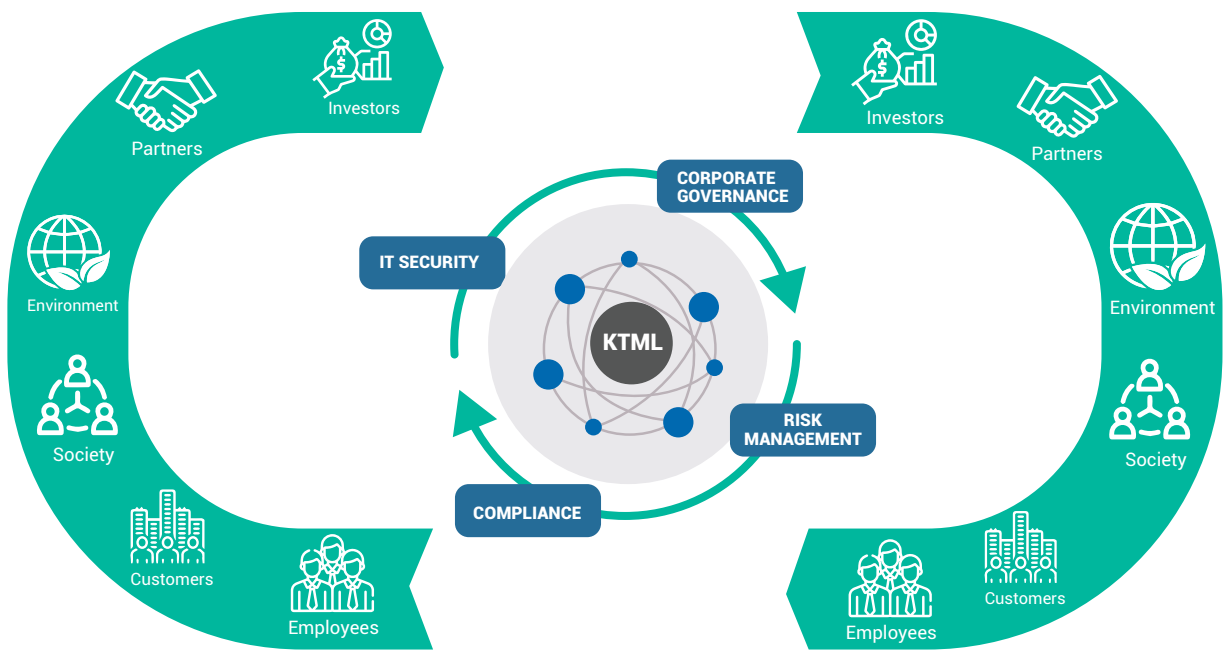 Investors
Partners
Environment
Society
Customers
Employees
CORPORATE
GOVERNANCE
IT SECURITY
KTML
RISK
MANAGEMENT
COMPLIANCE
Investors
Partners
Environment
Society
Customers
Employees